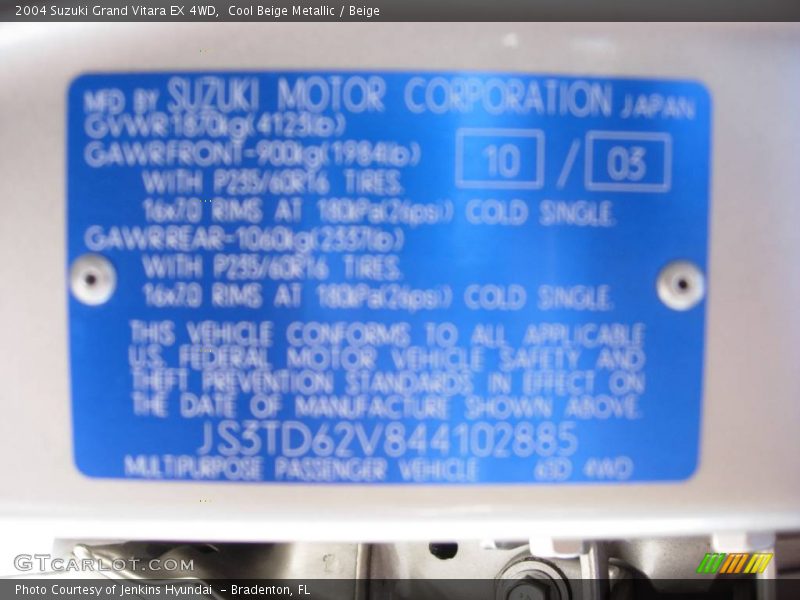 2004 Suzuki Grand Vitara EX 4WD,  Cool Beige Metallic / Beige
MFD BY SUZUKI MOTOR CORPORATION JAPAN
GVWR1870kg(4123lb)
GAWRFRONT-900kg(1984lb)
10 / 03
WITH P235/60R16 TIRES.
16x7.0 RIMS AT 180kPa(26psi) COLD SINGLE.
GAWRREAR-1060kg(2337lb)
WITH P235/60R16 TIRES.
16x7.0 RIMS AT 180kPa(26psi) COLD SINGLE.
THIS VEHICLE CONFORMS TO ALL APPLICABLE
U.S. FEDERAL MOTOR VEHICLE SAFETY AND
THEFT PREVENTION STANDARDS IN EFFECT ON
THE DATE OF MANUFACTURE SHOWN ABOVE.
JS3TD62V844102885
MULTIPURPOSE PASSENGER VEHICLE 4WD
GTCARLOT.COM
Photo Courtesy of Jenkins Hyundai  - Bradenton, FL